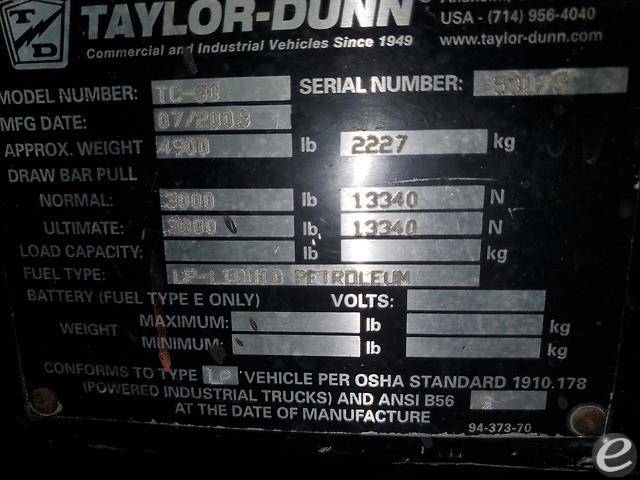 TD
TAYLOR-DUNN®
USA - (714) 956-4040
Commercial and Industrial Vehicles Since 1949
www.taylor-dunn.com
MODEL NUMBER: TC-30 SERIAL NUMBER:
MFG DATE: 07/2008
APPROX. WEIGHT 4900 lb 2227 kg
DRAW BAR PULL
NORMAL: 3000 lb 13340 N
ULTIMATE: 3000 lb 13340 N
LOAD CAPACITY: lb kg
FUEL TYPE: LP-LIQUID PETROLEUM
BATTERY (FUEL TYPE E ONLY) VOLTS:
WEIGHT MAXIMUM: lb kg
MINIMUM: lb kg
CONFORMS TO TYPE LP VEHICLE PER OSHA STANDARD 1910.178
(POWERED INDUSTRIAL TRUCKS) AND ANSI B56
AT THE DATE OF MANUFACTURE
94-373-70
e